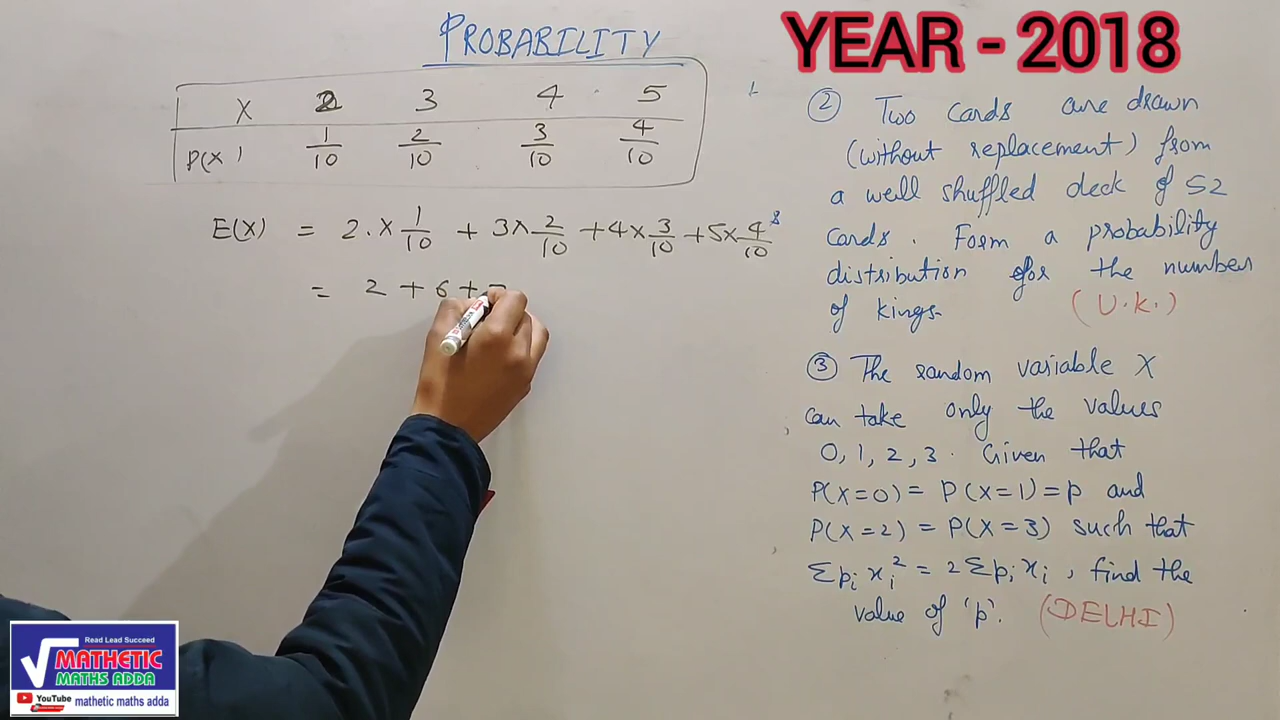 PROBABILITY
YEAR - 2018
X 2 3 4 5
P(X) 1/10 2/10 3/10 4/10
E(X) = 2. × 1/10 + 3 × 2/10 + 4 × 3/10 + 5 × 4/10
= 2 + 6 +
② Two cards are drawn
(without replacement) from
a well shuffled deck of 52
cards. Form a probability
distribution for the number
of kings. (U.K.)
③ The random variable X
can take only the values
0, 1, 2, 3. Given that
P(X=0) = P(X=1) = p and
P(X=2) = P(X=3) such that
Σpᵢxᵢ² = 2Σpᵢxᵢ, find the
value of 'p'. (DELHI)
Read Lead Succeed
MATHETIC
MATHS ADDA
YouTube mathetic maths adda